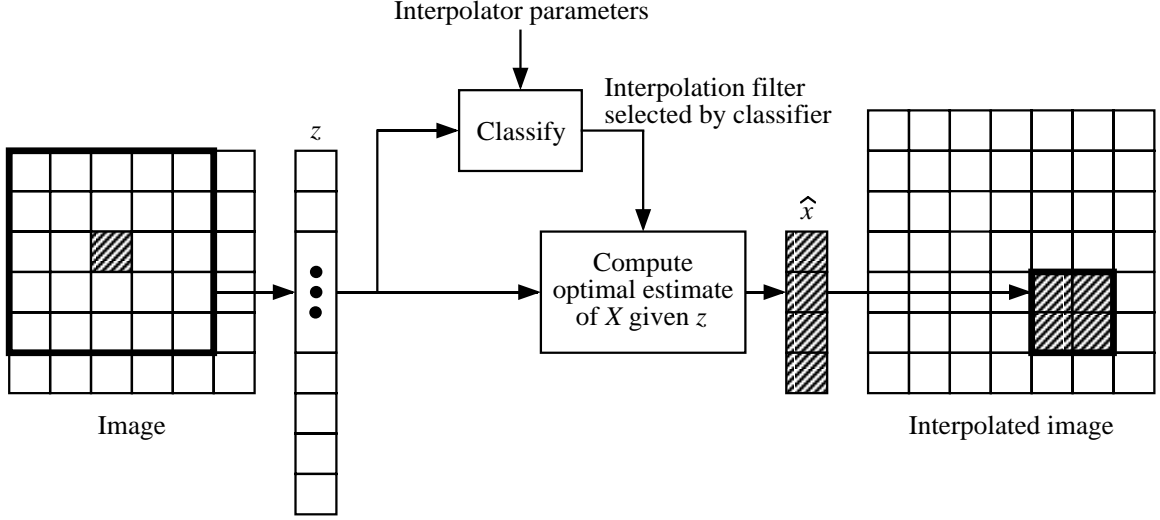 Interpolator parameters
Interpolation filter
selected by classifier
Classify
z
x̂
Compute
optimal estimate
of X given z
Image
Interpolated image